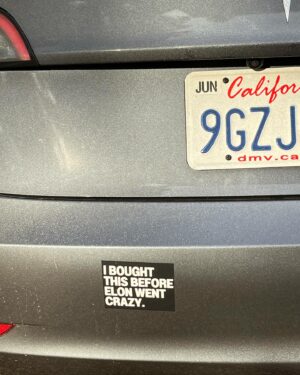 JUN Califor
9GZJ
dmv.ca
I BOUGHT
THIS BEFORE
ELON WENT
CRAZY.